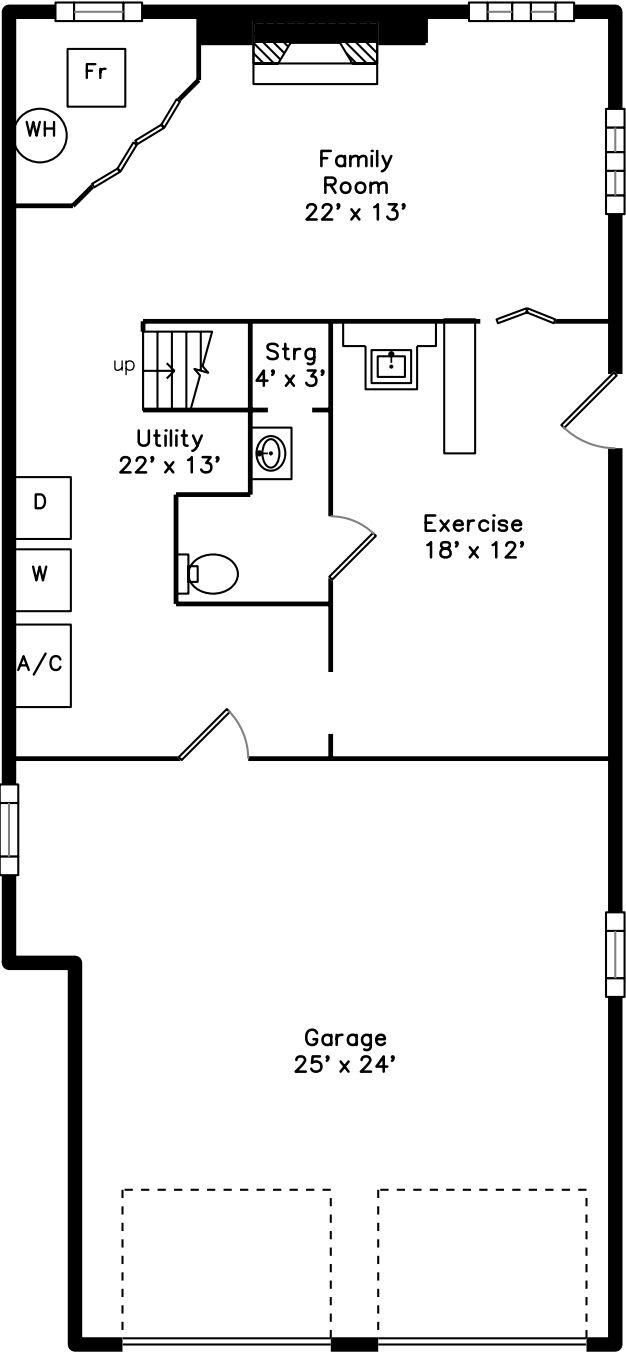 Fr
WH
Family
Room
22' x 13'
up
Strg
4' x 3'
Utility
22' x 13'
D
Exercise
18' x 12'
W
A/C
Garage
25' x 24'